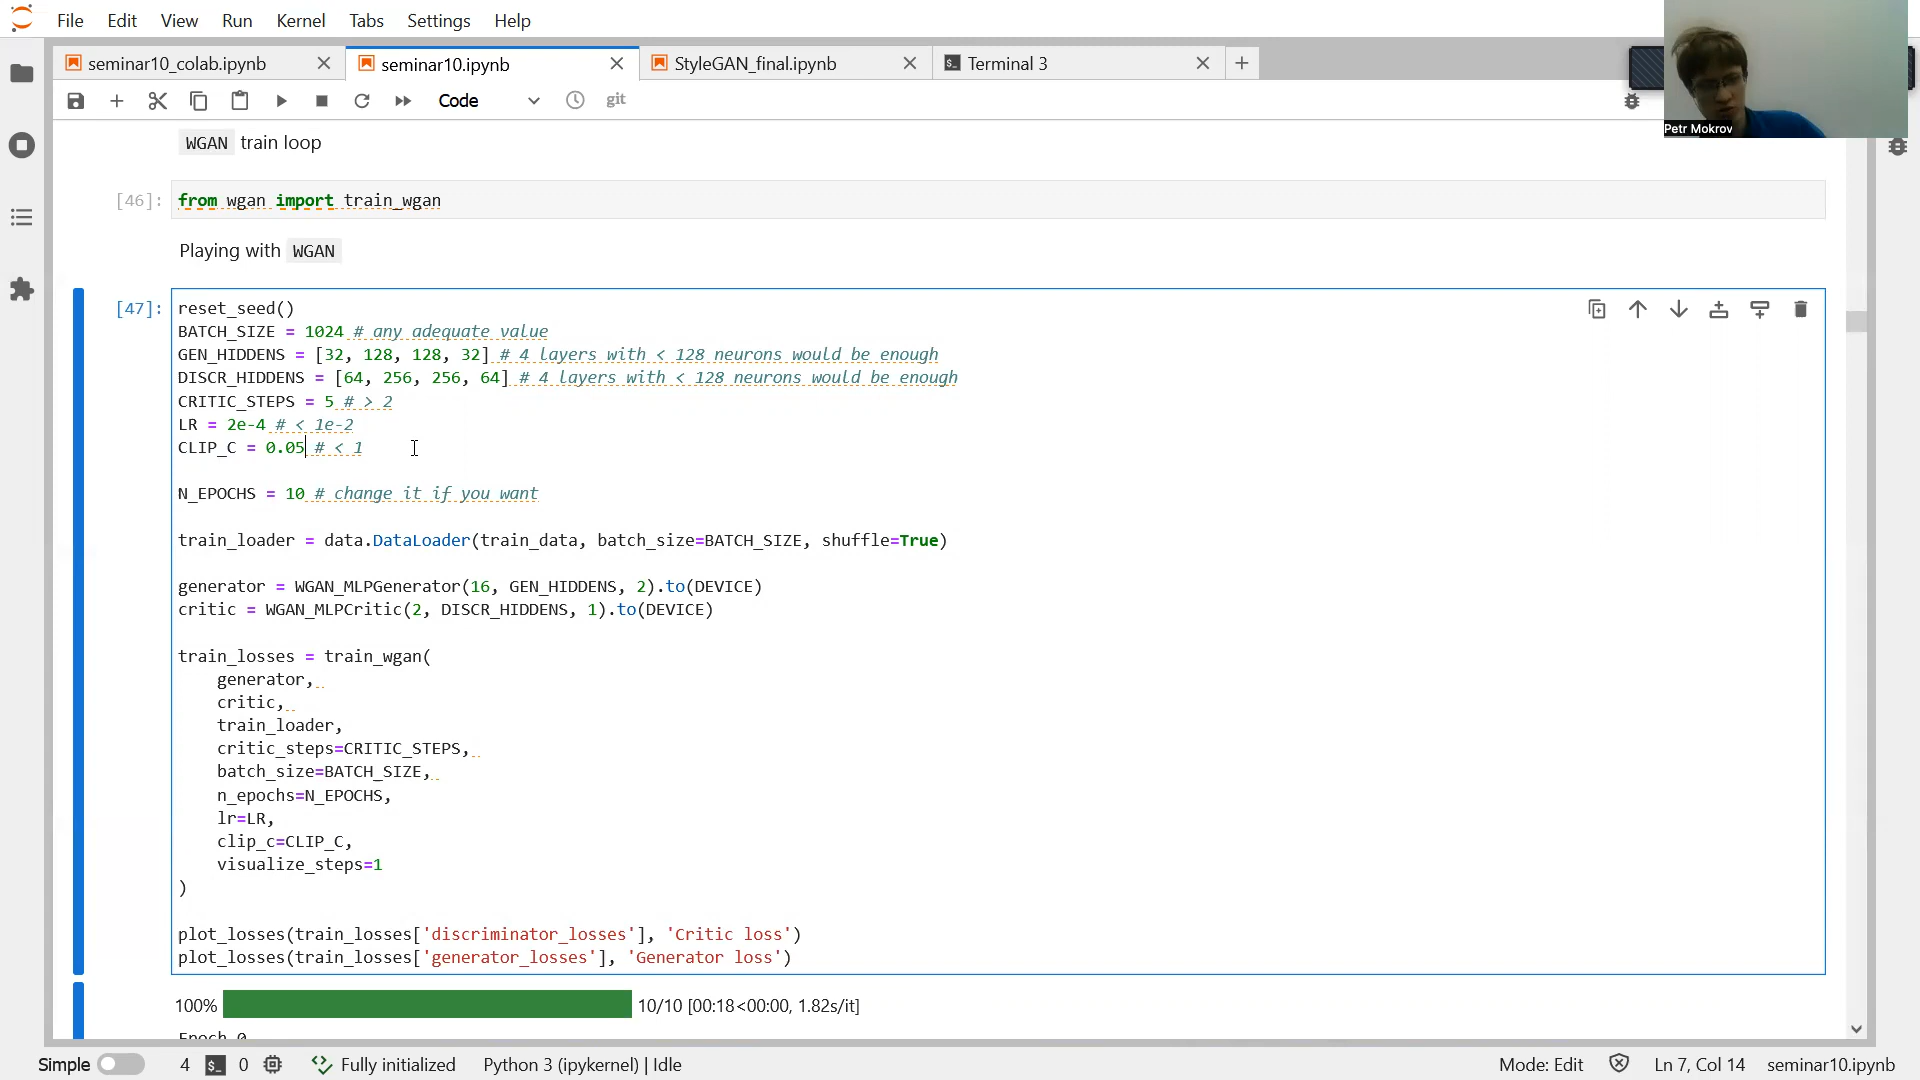 File Edit View Run Kernel Tabs Settings Help
seminar10_colab.ipynb seminar10.ipynb StyleGAN_final.ipynb Terminal 3
Code git
Petr Mokrov
WGAN train loop
[46]: from wgan import train_wgan
Playing with WGAN
[47]: reset_seed()
BATCH_SIZE = 1024 # any adequate value
GEN_HIDDENS = [32, 128, 128, 32] # 4 layers with < 128 neurons would be enough
DISCR_HIDDENS = [64, 256, 256, 64] # 4 layers with < 128 neurons would be enough
CRITIC_STEPS = 5 # > 2
LR = 2e-4 # < 1e-2
CLIP_C = 0.05 # < 1
N_EPOCHS = 10 # change it if you want
train_loader = data.DataLoader(train_data, batch_size=BATCH_SIZE, shuffle=True)
generator = WGAN_MLPGenerator(16, GEN_HIDDENS, 2).to(DEVICE)
critic = WGAN_MLPCritic(2, DISCR_HIDDENS, 1).to(DEVICE)
train_losses = train_wgan(
generator,
critic,
train_loader,
critic_steps=CRITIC_STEPS,
batch_size=BATCH_SIZE,
n_epochs=N_EPOCHS,
lr=LR,
clip_c=CLIP_C,
visualize_steps=1
)
plot_losses(train_losses['discriminator_losses'], 'Critic loss')
plot_losses(train_losses['generator_losses'], 'Generator loss')
100% 10/10 [00:18<00:00, 1.82s/it]
Epoch 0
Simple 4 $_ 0 Fully initialized Python 3 (ipykernel) | Idle Mode: Edit Ln 7, Col 14 seminar10.ipynb